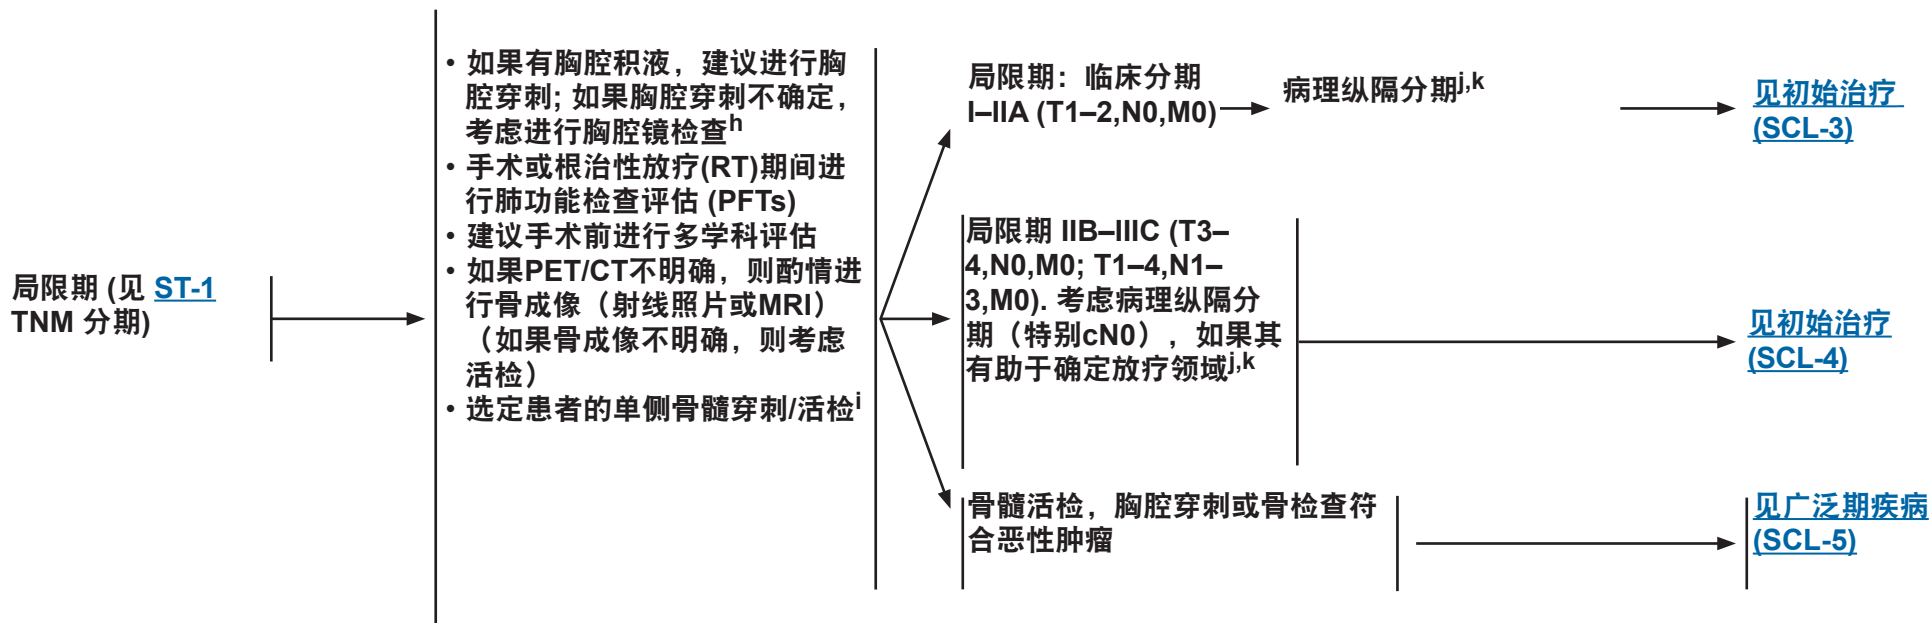 局限期 (见 ST-1
TNM 分期)
• 如果有胸腔积液，建议进行胸
腔穿刺; 如果胸腔穿刺不确定，
考虑进行胸腔镜检查h
• 手术或根治性放疗(RT)期间进
行肺功能检查评估 (PFTs)
• 建议手术前进行多学科评估
• 如果PET/CT不明确，则酌情进
行骨成像（射线照片或MRI）
（如果骨成像不明确，则考虑
活检）
• 选定患者的单侧骨髓穿刺/活检i
局限期：临床分期
I–IIA (T1–2,N0,M0)
病理纵隔分期j,k
见初始治疗
(SCL-3)
局限期 IIB–IIIC (T3–
4,N0,M0; T1–4,N1–
3,M0). 考虑病理纵隔分
期（特别cN0），如果其
有助于确定放疗领域j,k
见初始治疗
(SCL-4)
骨髓活检，胸腔穿刺或骨检查符
合恶性肿瘤
见广泛期疾病
(SCL-5)